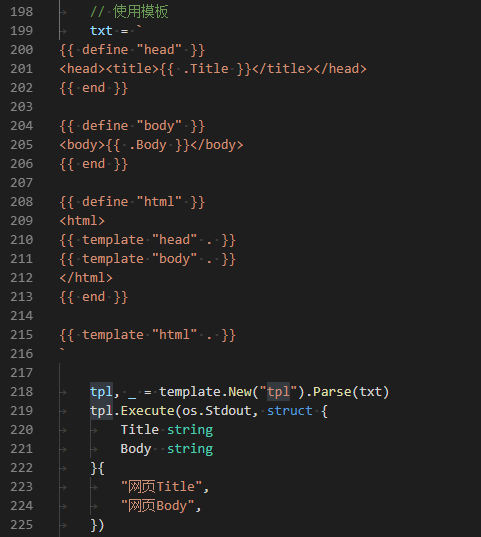 198 // 使用模板
199 txt = `
200 {{ define "head" }}
201 <head><title>{{ .Title }}</title></head>
202 {{ end }}
203
204 {{ define "body" }}
205 <body>{{ .Body }}</body>
206 {{ end }}
207
208 {{ define "html" }}
209 <html>
210 {{ template "head" . }}
211 {{ template "body" . }}
212 </html>
213 {{ end }}
214
215 {{ template "html" . }}
216 `
217
218 tpl, _ = template.New("tpl").Parse(txt)
219 tpl.Execute(os.Stdout, struct {
220 Title string
221 Body  string
222 }{
223 "网页Title",
224 "网页Body",
225 })